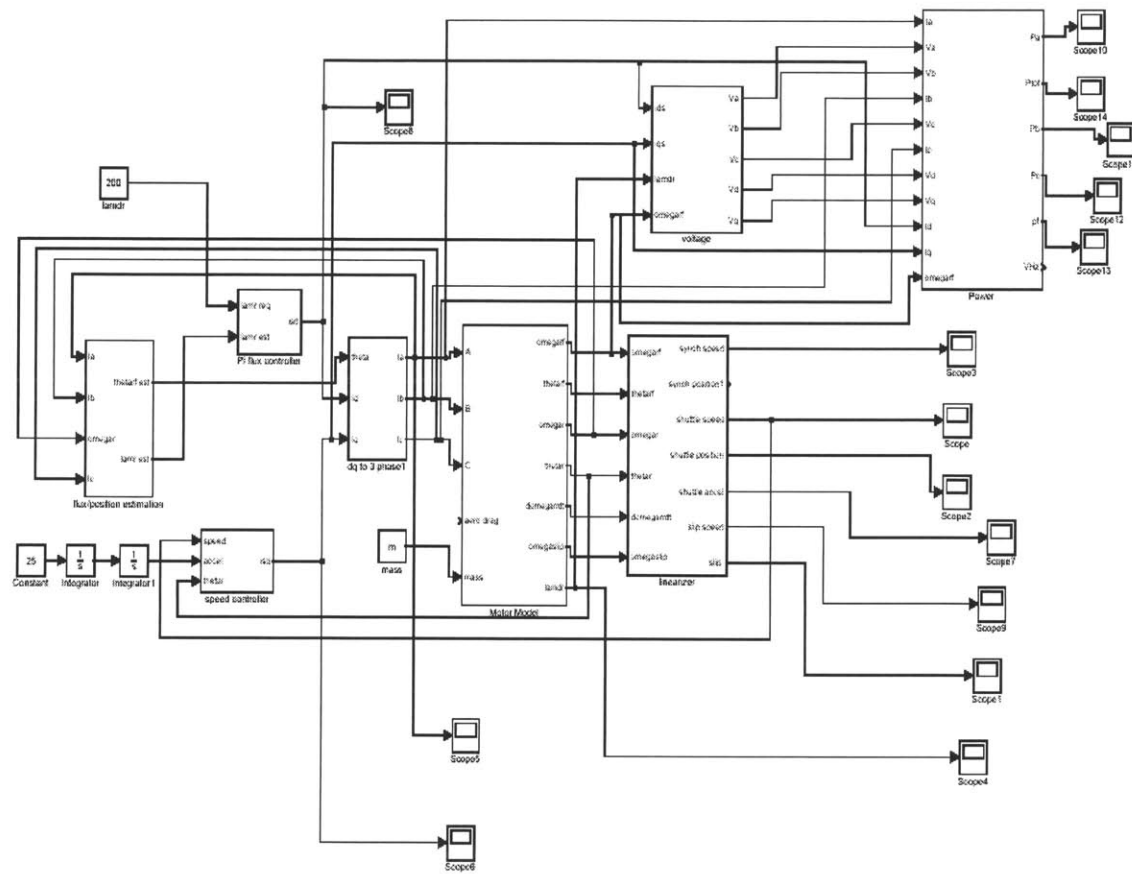 Ia
Va
Vb
Ib
Vc
Ic
Vd
Vq
Id
Iq
omegarf
Pa
Ptot
Pb
Pc
pf
VHz
Power
Scope10
Scope14
Scope1
Scope12
Scope13
ids
iqs
lamdr
omegarf
Va
Vb
Vc
Vd
Vq
voltage
Scope8
200
lamdr
lamr req
lamr est
PI flux controller
ia
ib
omegar
ic
thetarf est
lamr est
flux/position estimation
theta
id
iq
ia
ib
ic
dq to 3 phase1
A
B
C
aero drag
mass
omegarf
thetarf
omegar
thetar
domegamdt
omegaslip
lamdr
Motor Model
omegarf
thetarf
omegar
thetar
domegamdt
omegaslip
synch speed
synch position1
shuttle speed
shuttle position
shuttle accel
slip speed
slip
linearizer
Scope3
Scope
Scope2
Scope7
Scope9
Scope1
Scope4
25
Constant
1
s
Integrator
1
s
Integrator1
speed
accel
thetar
isq
speed controller
m
mass
Scope5
Scope6